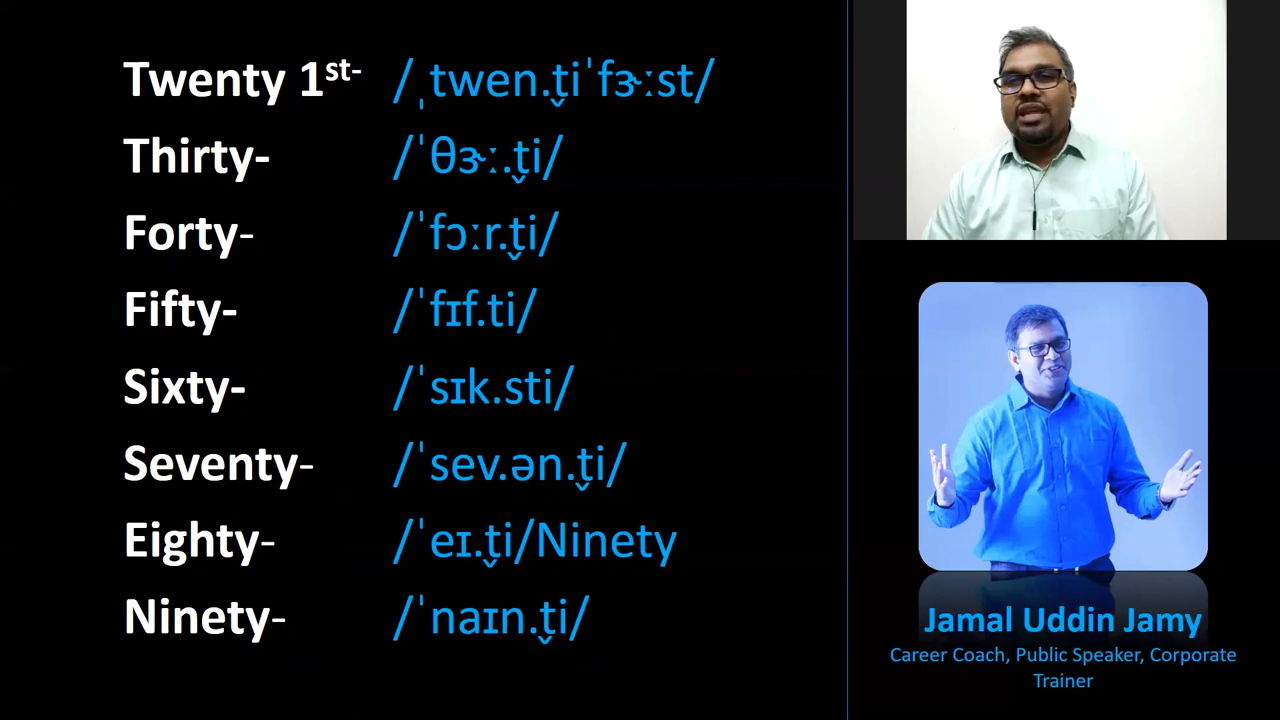 Twenty 1st- /ˌtwen.t̬iˈfɝːst/
Thirty- /ˈθɝː.t̬i/
Forty- /ˈfɔːr.t̬i/
Fifty- /ˈfɪf.ti/
Sixty- /ˈsɪk.sti/
Seventy- /ˈsev.ən.t̬i/
Eighty- /ˈeɪ.t̬i/Ninety
Ninety- /ˈnaɪn.t̬i/
Jamal Uddin Jamy
Career Coach, Public Speaker, Corporate
Trainer